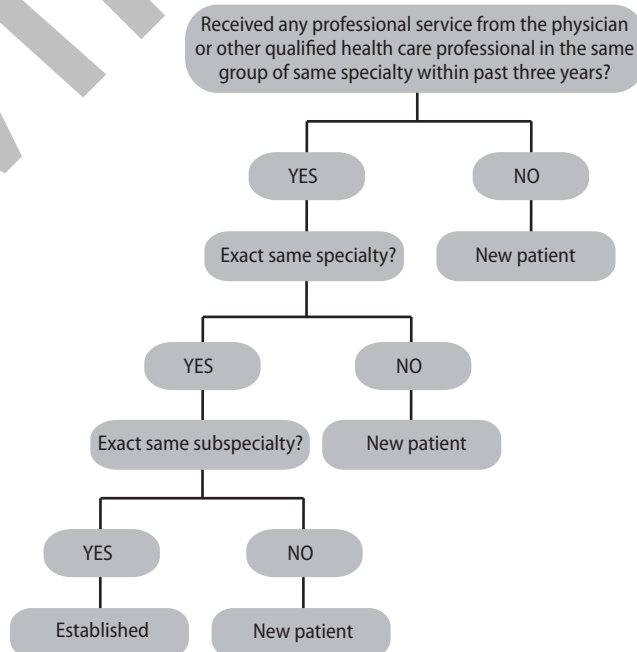 Received any professional service from the physician
or other qualified health care professional in the same
group of same specialty within past three years?
YES
NO
Exact same specialty?
New patient
YES
NO
Exact same subspecialty?
New patient
YES
NO
Established
New patient